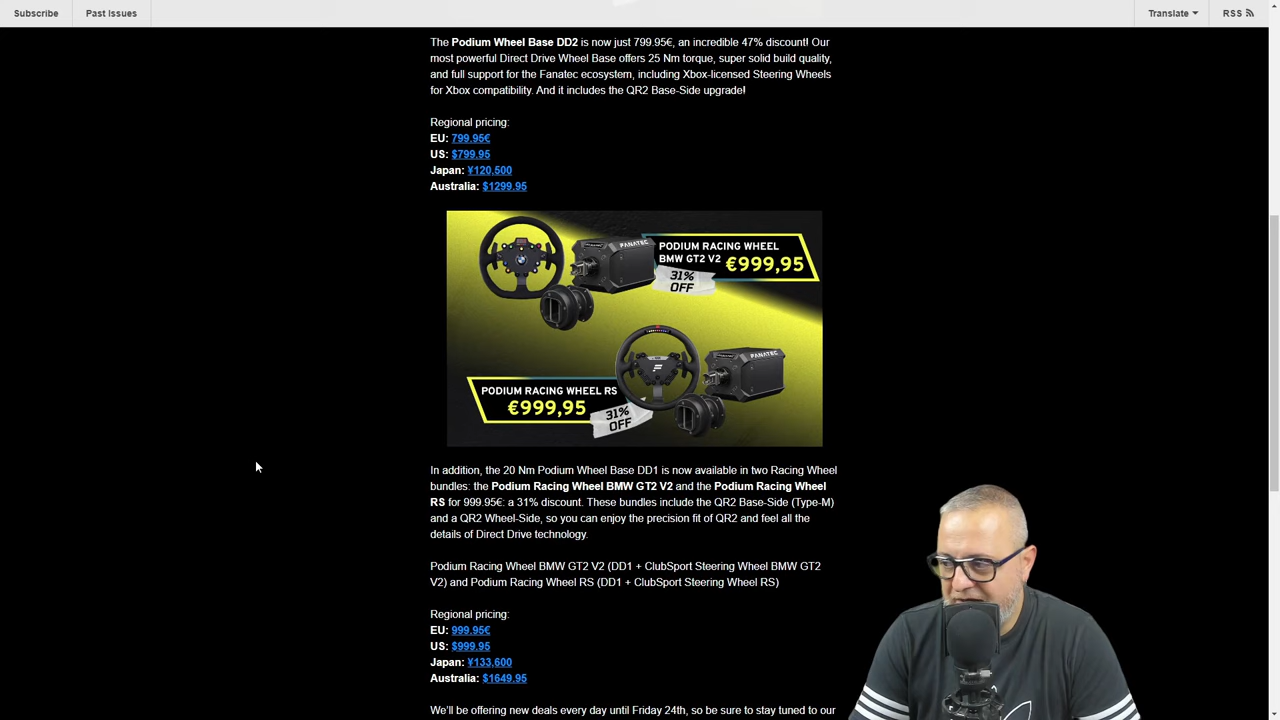 Subscribe
Past Issues
Translate
RSS
The Podium Wheel Base DD2 is now just 799.95€, an incredible 47% discount! Our
most powerful Direct Drive Wheel Base offers 25 Nm torque, super solid build quality,
and full support for the Fanatec ecosystem, including Xbox-licensed Steering Wheels
for Xbox compatibility. And it includes the QR2 Base-Side upgrade!
Regional pricing:
EU: 799.95€
US: $799.95
Japan: ¥120,500
Australia: $1299.95
FANATEC
PODIUM RACING WHEEL
BMW GT2 V2 €999,95
31%
OFF
FANATEC
PODIUM RACING WHEEL RS
€999,95
31%
OFF
In addition, the 20 Nm Podium Wheel Base DD1 is now available in two Racing Wheel
bundles: the Podium Racing Wheel BMW GT2 V2 and the Podium Racing Wheel
RS for 999.95€: a 31% discount. These bundles include the QR2 Base-Side (Type-M)
and a QR2 Wheel-Side, so you can enjoy the precision fit of QR2 and feel all the
details of Direct Drive technology.
Podium Racing Wheel BMW GT2 V2 (DD1 + ClubSport Steering Wheel BMW GT2
V2) and Podium Racing Wheel RS (DD1 + ClubSport Steering Wheel RS)
Regional pricing:
EU: 999.95€
US: $999.95
Japan: ¥133,600
Australia: $1649.95
We'll be offering new deals every day until Friday 24th, so be sure to stay tuned to our